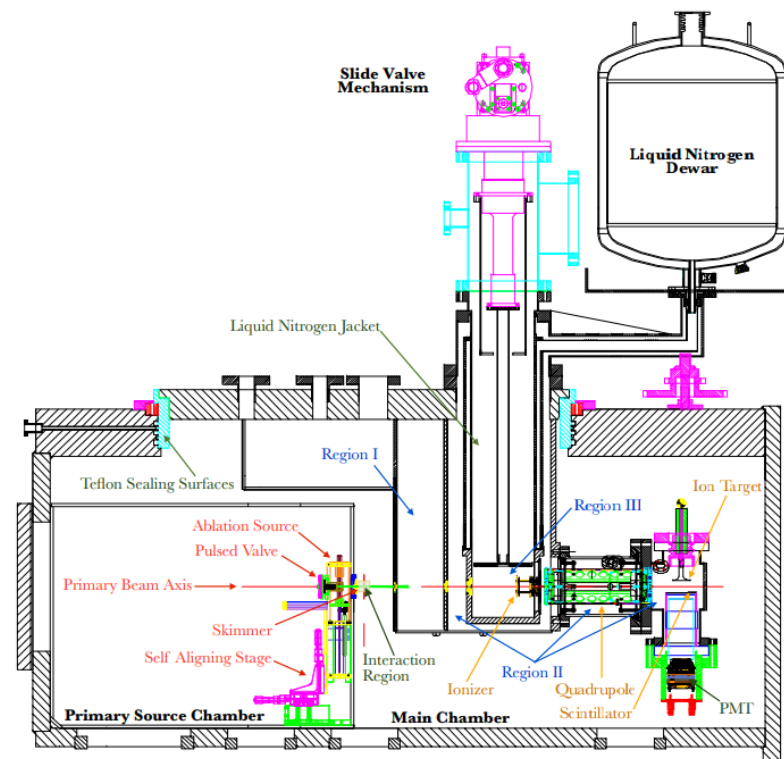 Slide Valve
Mechanism
Liquid Nitrogen
Dewar
Liquid Nitrogen Jacket
Region I
Teflon Sealing Surfaces
Ion Target
Region III
Ablation Source
Pulsed Valve
Primary Beam Axis
Skimmer
Self Aligning Stage
Interaction
Region
Region II
Ionizer
Quadrupole
Scintillator
PMT
Primary Source Chamber
Main Chamber